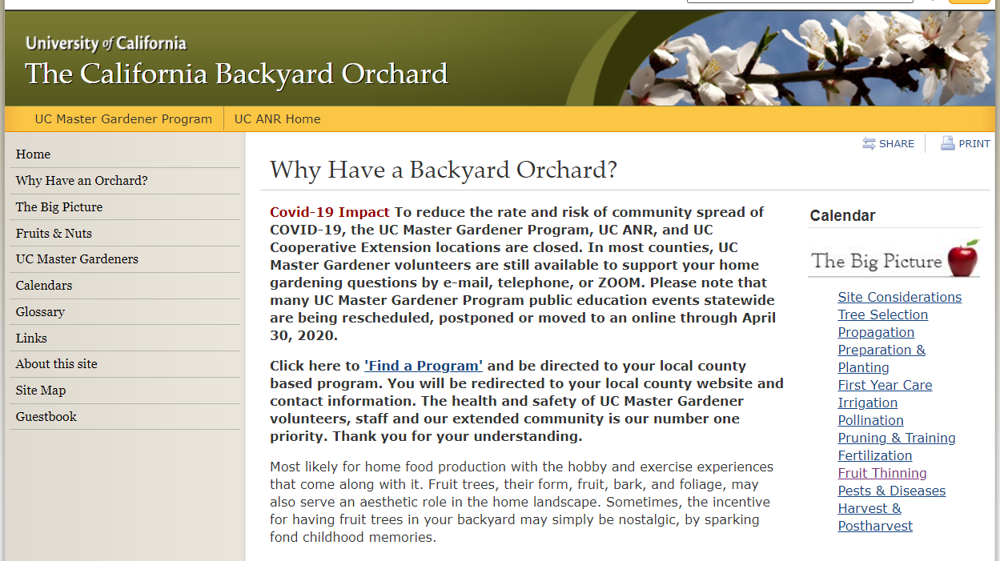 University of California
The California Backyard Orchard
UC Master Gardener Program
UC ANR Home
Home
Why Have an Orchard?
The Big Picture
Fruits & Nuts
UC Master Gardeners
Calendars
Glossary
Links
About this site
Site Map
Guestbook
SHARE
PRINT
Why Have a Backyard Orchard?
Covid-19 Impact To reduce the rate and risk of community spread of
COVID-19, the UC Master Gardener Program, UC ANR, and UC
Cooperative Extension locations are closed. In most counties, UC
Master Gardener volunteers are still available to support your home
gardening questions by e-mail, telephone, or ZOOM. Please note that
many UC Master Gardener Program public education events statewide
are being rescheduled, postponed or moved to an online through April
30, 2020.
Click here to 'Find a Program' and be directed to your local county
based program. You will be redirected to your local county website and
contact information. The health and safety of UC Master Gardener
volunteers, staff and our extended community is our number one
priority. Thank you for your understanding.
Most likely for home food production with the hobby and exercise experiences
that come along with it. Fruit trees, their form, fruit, bark, and foliage, may
also serve an aesthetic role in the home landscape. Sometimes, the incentive
for having fruit trees in your backyard may simply be nostalgic, by sparking
fond childhood memories.
Calendar
The Big Picture
Site Considerations
Tree Selection
Propagation
Preparation &
Planting
First Year Care
Irrigation
Pollination
Pruning & Training
Fertilization
Fruit Thinning
Pests & Diseases
Harvest &
Postharvest